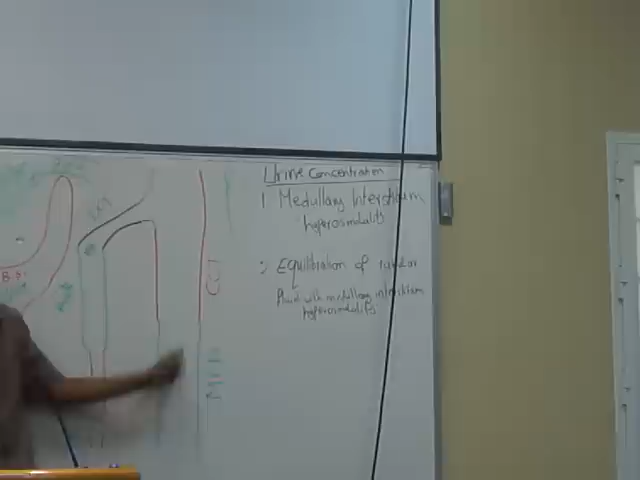 Urine Concentration
1 Medullary Interstitium
hyperosmolality
2 Equilibration of tubular
fluid with medullary interstitium
hyperosmolality
B.S.